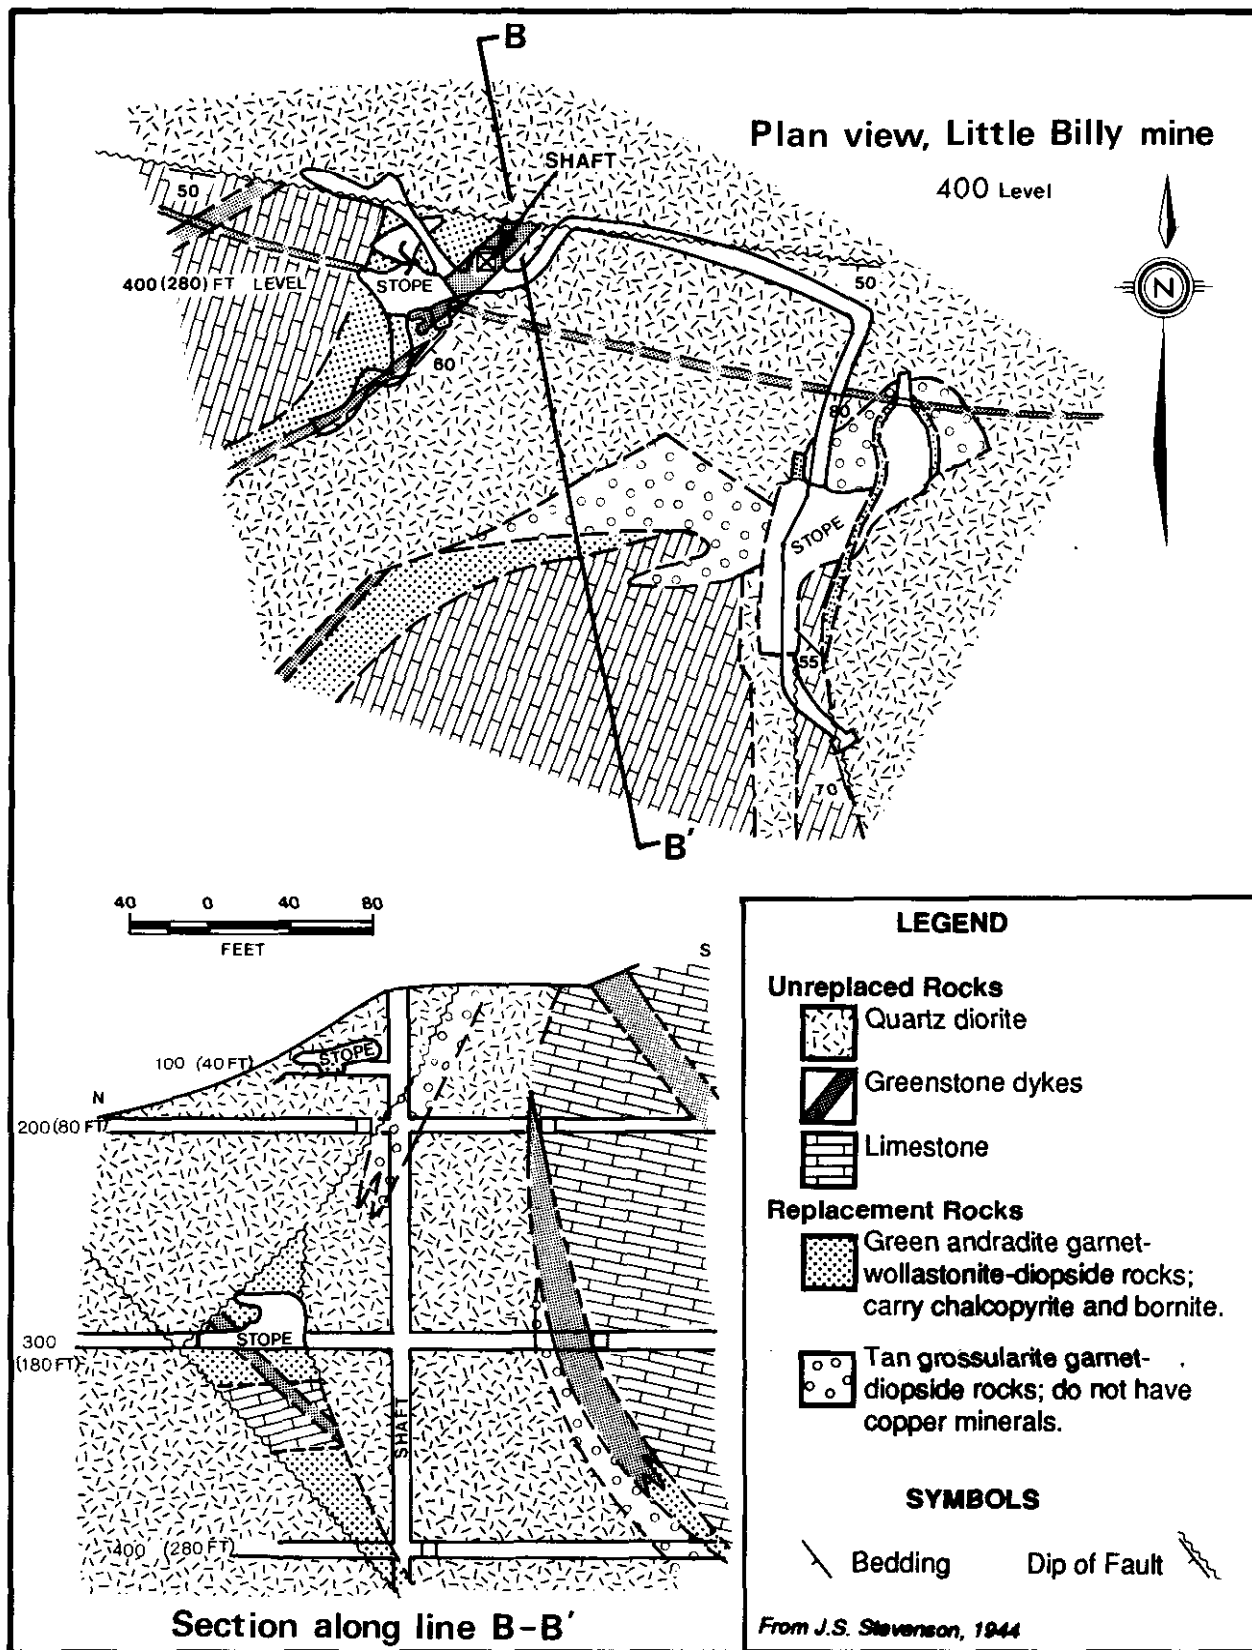 B
Plan view, Little Billy mine
400 Level
SHAFT
50
N
400 (280) FT LEVEL
STOPE
50
60
80
STOPE
55
70
B'
40 0 40 80
FEET
S
100 (40FT)
STOPE
N
200 (80 FT)
300
(180 FT)
STOPE
SHAFT
400 (280FT)
Section along line B-B'
LEGEND
Unreplaced Rocks
Quartz diorite
Greenstone dykes
Limestone
Replacement Rocks
Green andradite garnet-
wollastonite-diopside rocks;
carry chalcopyrite and bornite.
Tan grossularite garnet-
diopside rocks; do not have
copper minerals.
SYMBOLS
Bedding Dip of Fault
From J.S. Stevenson, 1944